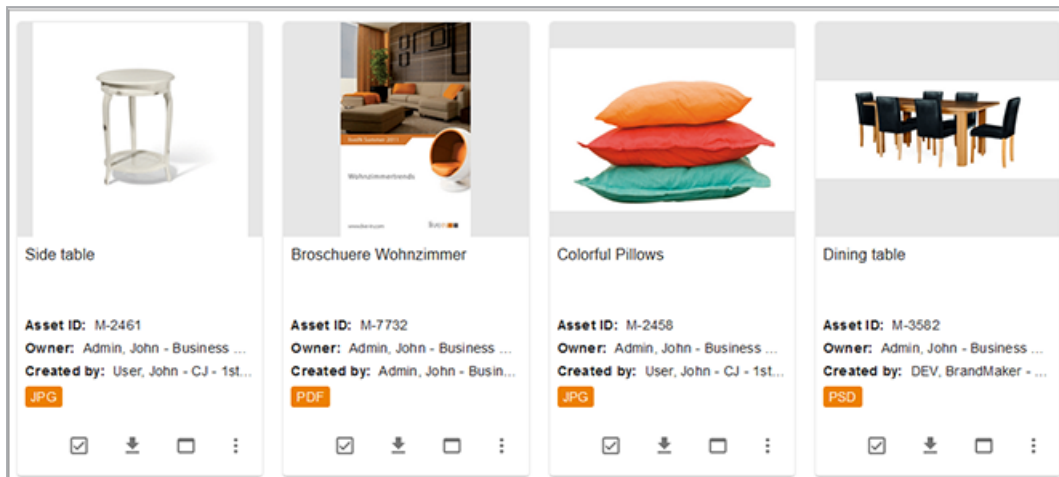 Side table
Asset ID: M-2461
Owner: Admin, John - Business ...
Created by: User, John - CJ - 1st...
JPG
Wohnzimmertrends
Broschuere Wohnzimmer
Asset ID: M-7732
Owner: Admin, John - Business ...
Created by: Admin, John - Busin...
PDF
Colorful Pillows
Asset ID: M-2458
Owner: Admin, John - Business ...
Created by: User, John - CJ - 1st...
JPG
Dining table
Asset ID: M-3582
Owner: Admin, John - Business ...
Created by: DEV, BrandMaker - ...
PSD